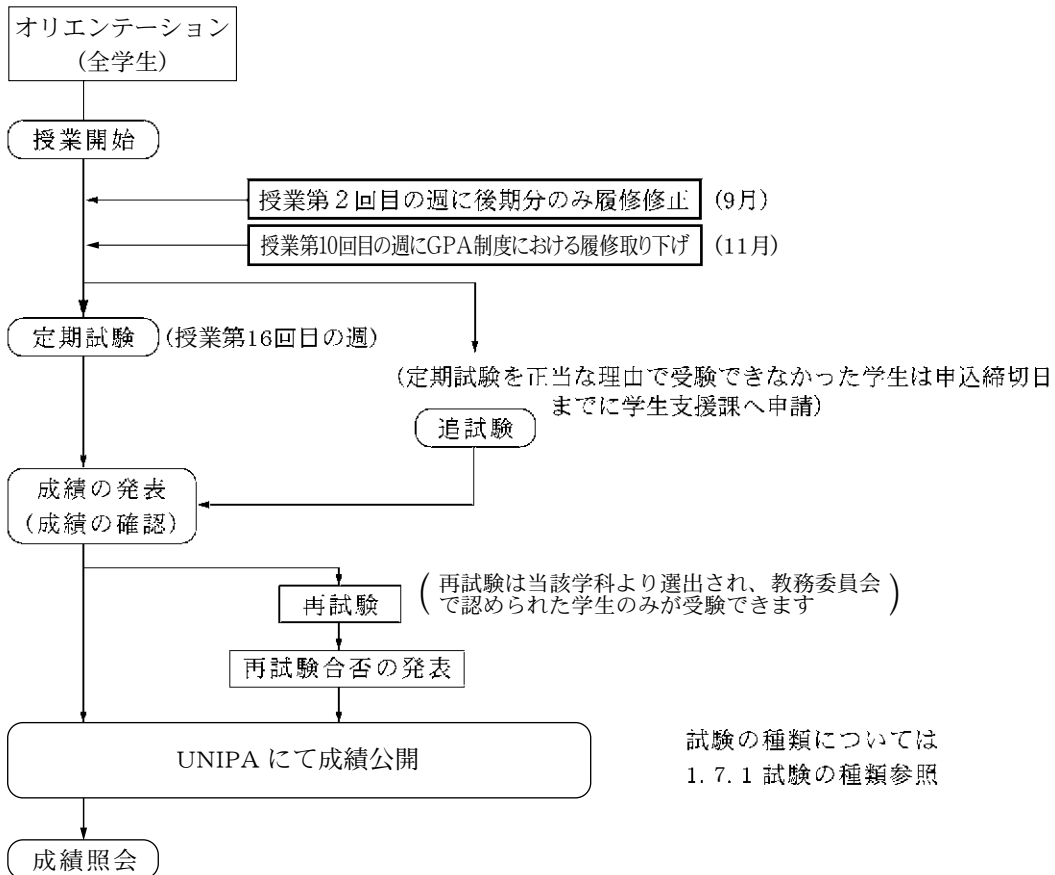 オリエンテーション
(全学生)
授業開始
授業第2回目の週に後期分のみ履修修正 (9月)
授業第10回目の週にGPA制度における履修取り下げ (11月)
定期試験 (授業第16回目の週)
(定期試験を正当な理由で受験できなかった学生は申込締切日
までに学生支援課へ申請)
追試験
成績の発表
(成績の確認)
再試験
(再試験は当該学科より選出され、教務委員会
で認められた学生のみが受験できます)
再試験合否の発表
UNIPA にて成績公開
試験の種類については
1.7.1 試験の種類参照
成績照会